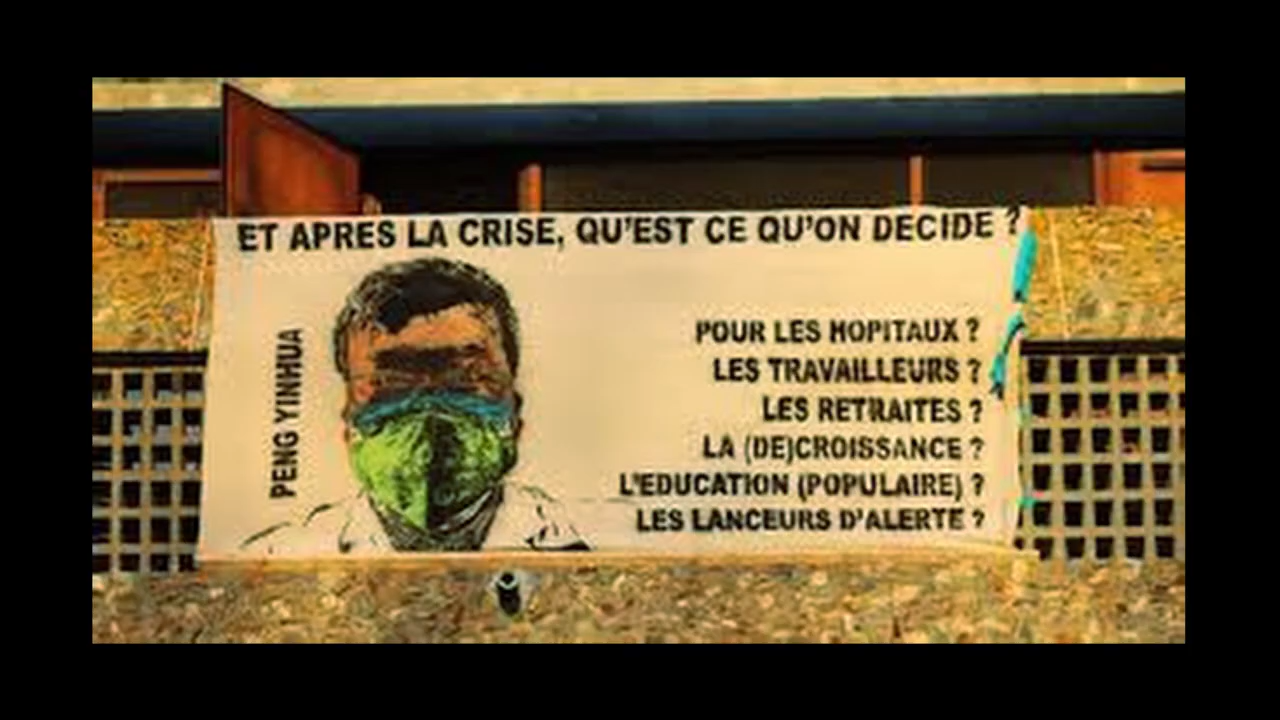 ET APRES LA CRISE, QU'EST CE QU'ON DECIDE ?
PENG YINHUA
POUR LES HOPITAUX ?
LES TRAVAILLEURS ?
LES RETRAITES ?
LA (DE)CROISSANCE ?
L'EDUCATION (POPULAIRE) ?
LES LANCEURS D'ALERTE ?